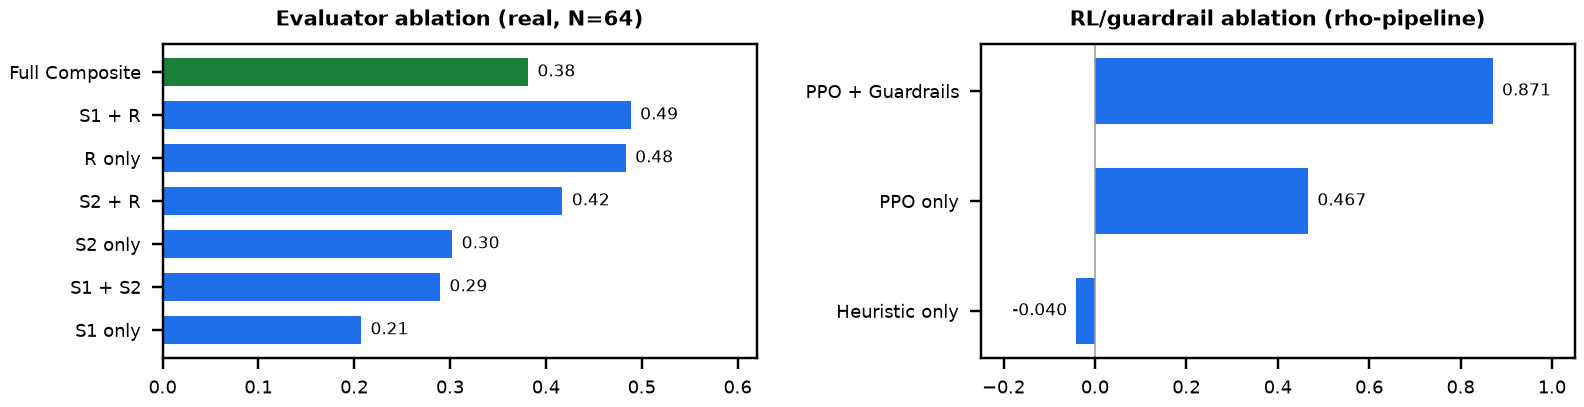 Evaluator ablation (real, N=64)
Full Composite 0.38
S1 + R 0.49
R only 0.48
S2 + R 0.42
S2 only 0.30
S1 + S2 0.29
S1 only 0.21
0.0 0.1 0.2 0.3 0.4 0.5 0.6
RL/guardrail ablation (rho-pipeline)
PPO + Guardrails 0.871
PPO only 0.467
Heuristic only -0.040
−0.2 0.0 0.2 0.4 0.6 0.8 1.0